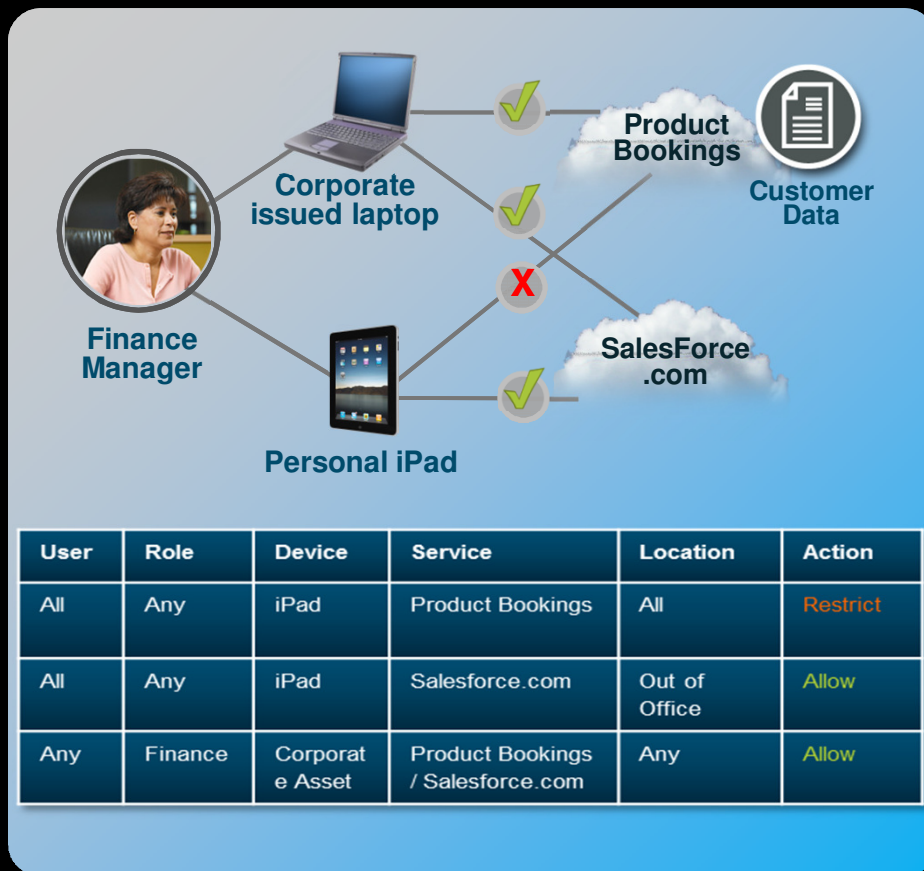 Product
Bookings
Customer
Data
Corporate
issued laptop
X
Finance
Manager
SalesForce
.com
Personal iPad
User Role Device Service Location Action
All Any iPad Product Bookings All Restrict
All Any iPad Salesforce.com Out of Allow
Office
Any Finance Corporat Product Bookings Any Allow
e Asset / Salesforce.com